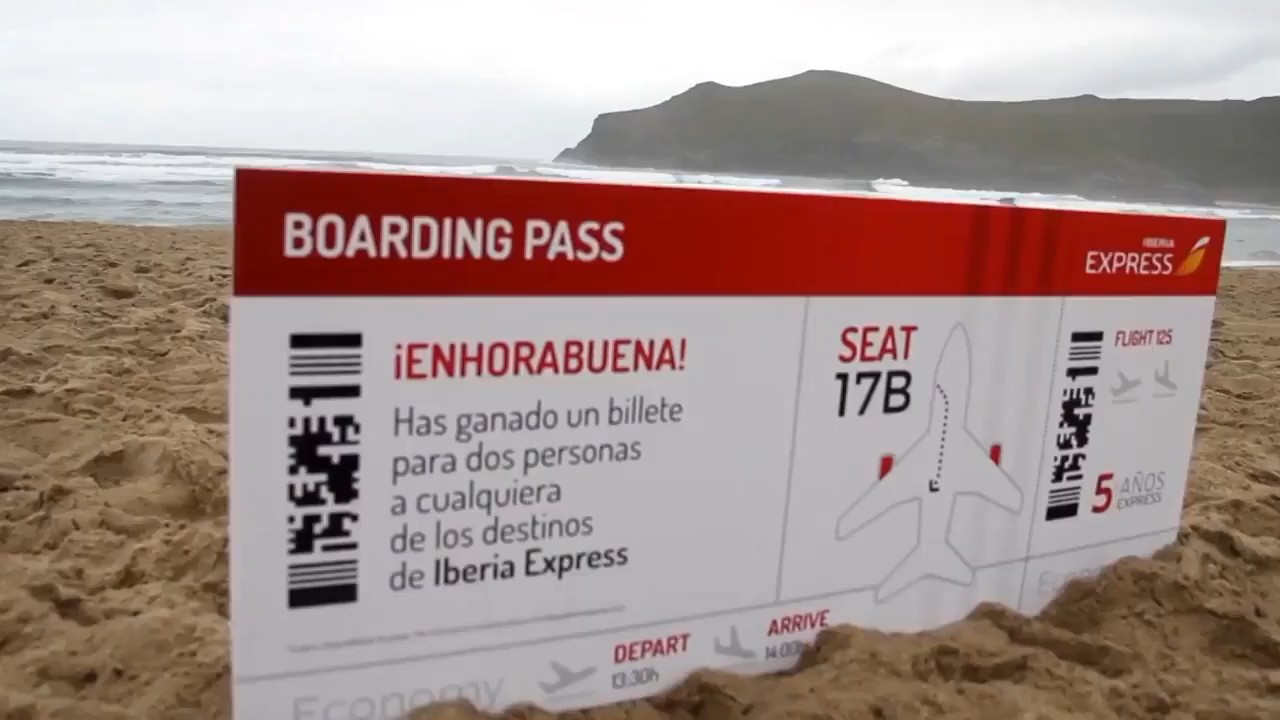 BOARDING PASS
IBERIA
EXPRESS
¡ENHORABUENA!
Has ganado un billete
para dos personas
a cualquiera
de los destinos
de Iberia Express
SEAT
17B
FLIGHT 125
5 AÑOS
EXPRESS
DEPART
13:30h
ARRIVE
14:00h
Economy